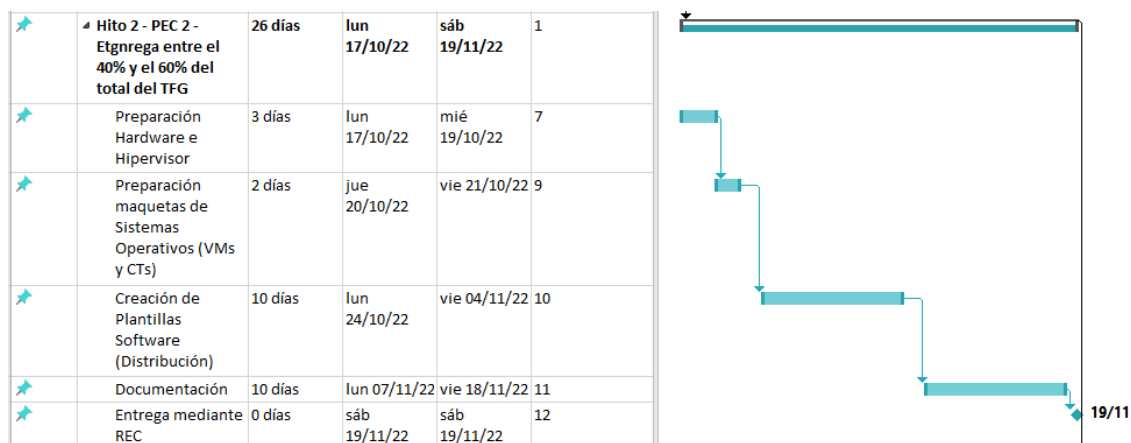 Hito 2 - PEC 2 - 26 días lun sáb 1
Etgnrega entre el 17/10/22 19/11/22
40% y el 60% del
total del TFG
Preparación 3 días lun mié 7
Hardware e 17/10/22 19/10/22
Hipervisor
Preparación 2 días jue vie 21/10/22 9
maquetas de 20/10/22
Sistemas
Operativos (VMs
y CTs)
Creación de 10 días lun vie 04/11/22 10
Plantillas 24/10/22
Software
(Distribución)
Documentación 10 días lun 07/11/22 vie 18/11/22 11
Entrega mediante 0 días sáb sáb 12
REC 19/11/22 19/11/22
19/11